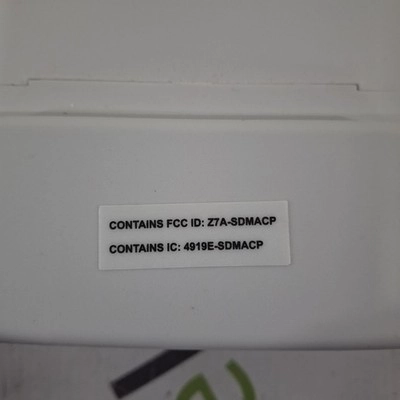 CONTAINS FCC ID: Z7A-SDMACP
CONTAINS IC: 4919E-SDMACP